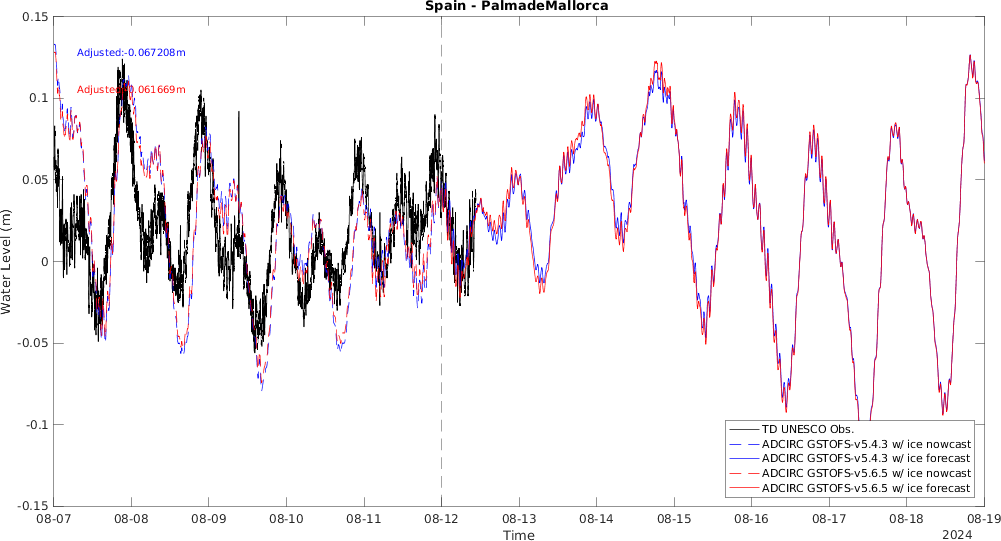 Spain - PalmadeMallorca
0.15
0.1
0.05
0
-0.05
-0.1
-0.15
Water Level (m)
Adjusted:-0.067208m
Adjusted:-0.061669m
TD UNESCO Obs.
ADCIRC GSTOFS-v5.4.3 w/ ice nowcast
ADCIRC GSTOFS-v5.4.3 w/ ice forecast
ADCIRC GSTOFS-v5.6.5 w/ ice nowcast
ADCIRC GSTOFS-v5.6.5 w/ ice forecast
08-07 08-08 08-09 08-10 08-11 08-12 08-13 08-14 08-15 08-16 08-17 08-18 08-19
Time
2024